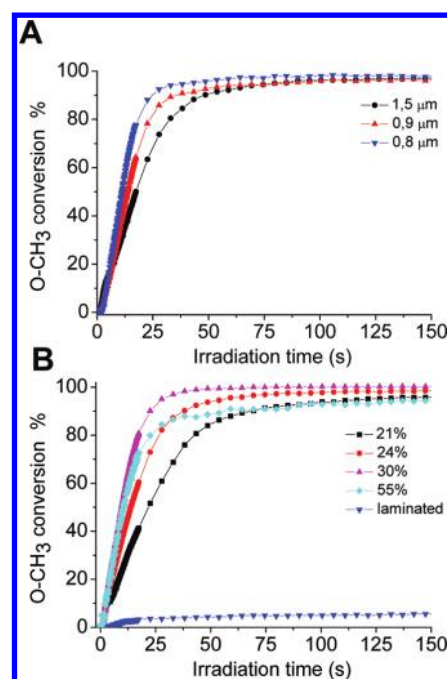 A
O-CH3 conversion %
100
80
60
40
20
0
1,5 μm
0,9 μm
0,8 μm
0 25 50 75 100 125 150
Irradiation time (s)
B
O-CH3 conversion %
100
80
60
40
20
0
21%
24%
30%
55%
laminated
0 25 50 75 100 125 150
Irradiation time (s)